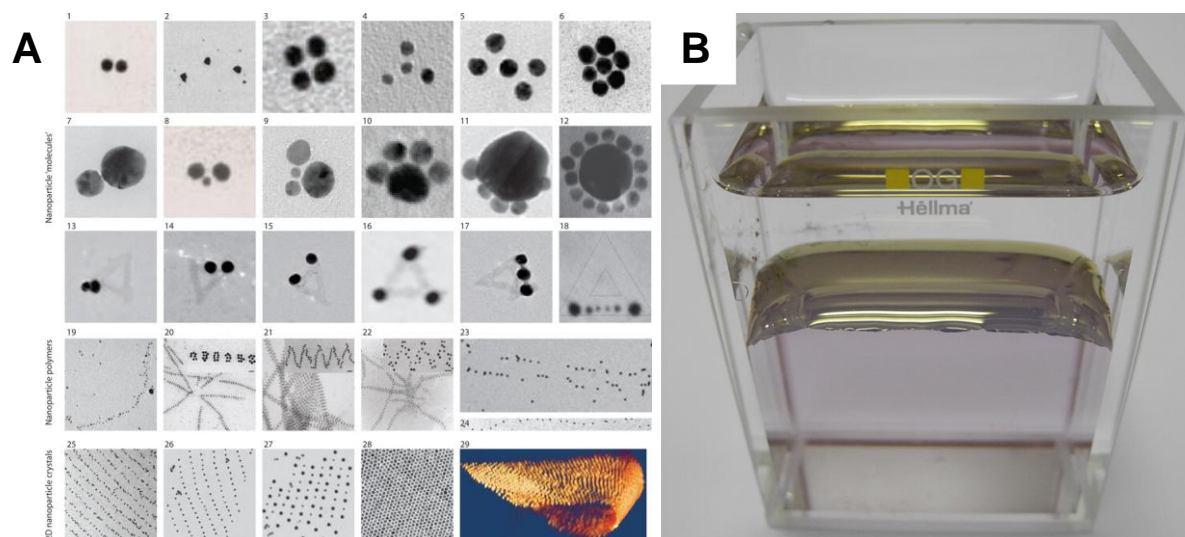 A
1 2 3 4 5 6
Nanoparticle 'molecules'
7 8 9 10 11 12
13 14 15 16 17 18
Nanoparticle polymers
19 20 21 22 23
24
2D nanoparticle crystals
25 26 27 28 29
B
OG
Hellma